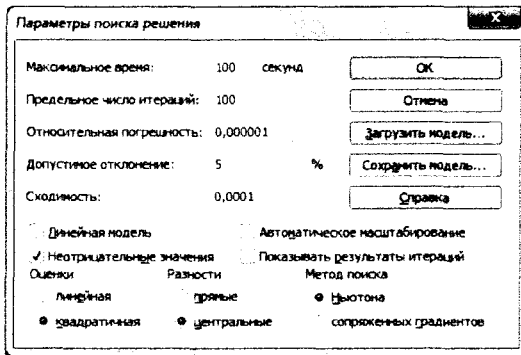 Параметры поиска решения
Максимальное время: 100 секунд
OK
Предельное число итераций: 100
Отмена
Относительная погрешность: 0,000001
Загрузить модель...
Допустимое отклонение: 5 %
Сохранить модель...
Сходимость: 0,0001
Справка
Линейная модель
Автоматическое масштабирование
Неотрицательные значения
Показывать результаты итераций
Оценки Разности Метод поиска
линейная прямые Ньютона
квадратичная центральные сопряженных градиентов